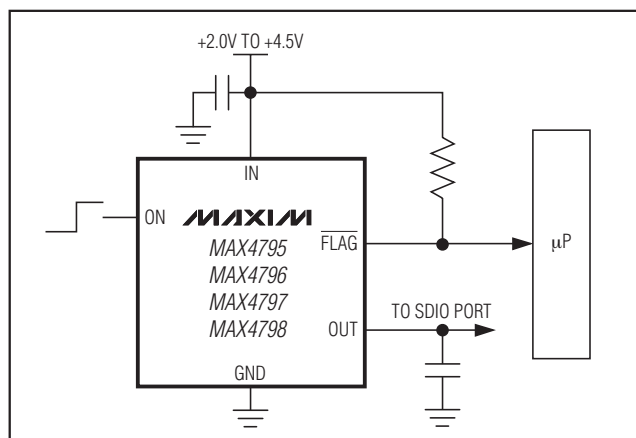 +2.0V TO +4.5V
IN
ON
MAXIM
FLAG
µP
MAX4795
MAX4796
MAX4797
MAX4798
TO SDIO PORT
OUT
GND